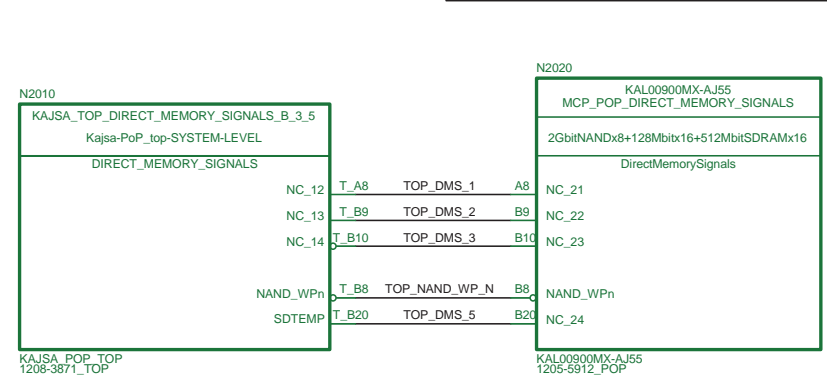 N2010
KAJSA_TOP_DIRECT_MEMORY_SIGNALS_B_3_5
Kajsa-PoP_top-SYSTEM-LEVEL
DIRECT_MEMORY_SIGNALS
NC_12 T_A8 TOP_DMS_1 A8 NC_21
NC_13 T_B9 TOP_DMS_2 B9 NC_22
NC_14 T_B10 TOP_DMS_3 B10 NC_23
NAND_WPn T_B8 TOP_NAND_WP_N B8 NAND_WPn
SDTEMP T_B20 TOP_DMS_5 B20 NC_24
KAJSA_POP_TOP
1208-3871_TOP
N2020
KAL00900MX-AJ55
MCP_POP_DIRECT_MEMORY_SIGNALS
2GbitNANDx8+128Mbitx16+512MbitSDRAMx16
DirectMemorySignals
KAL00900MX-AJ55
1205-5912_POP